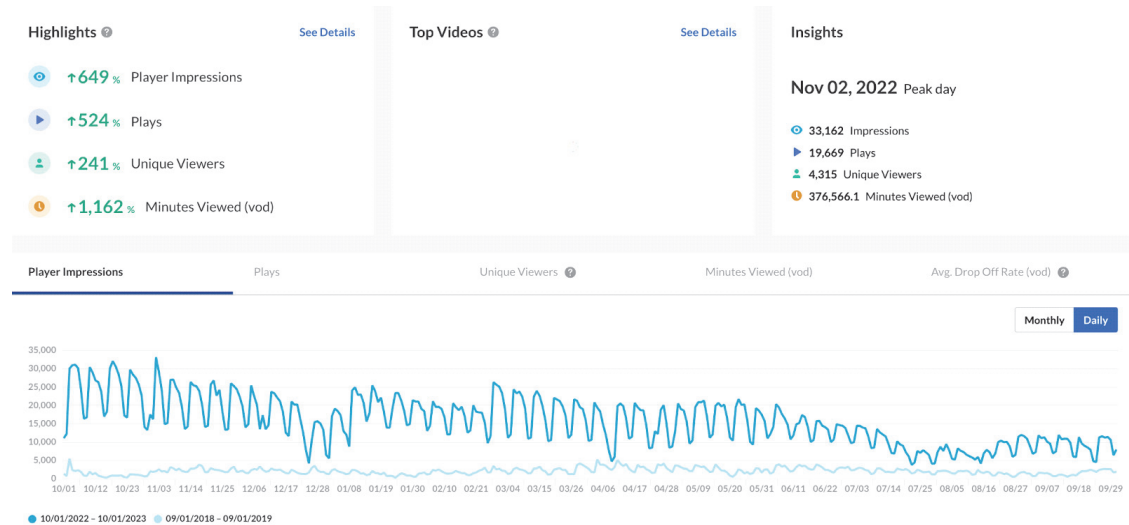 Highlights
See Details
↑649 % Player Impressions
↑524 % Plays
↑241 % Unique Viewers
↑1,162 % Minutes Viewed (vod)
Top Videos
See Details
Insights
Nov 02, 2022 Peak day
33,162 Impressions
19,669 Plays
4,315 Unique Viewers
376,566.1 Minutes Viewed (vod)
Player Impressions
Plays
Unique Viewers
Minutes Viewed (vod)
Avg. Drop Off Rate (vod)
Monthly Daily
35,000
30,000
25,000
20,000
15,000
10,000
5,000
0
10/01 10/12 10/23 11/03 11/14 11/25 12/06 12/17 12/28 01/08 01/19 01/30 02/10 02/21 03/04 03/15 03/26 04/06 04/17 04/28 05/09 05/20 05/31 06/11 06/22 07/03 07/14 07/25 08/05 08/16 08/27 09/07 09/18 09/29
10/01/2022 – 10/01/2023 09/01/2018 – 09/01/2019